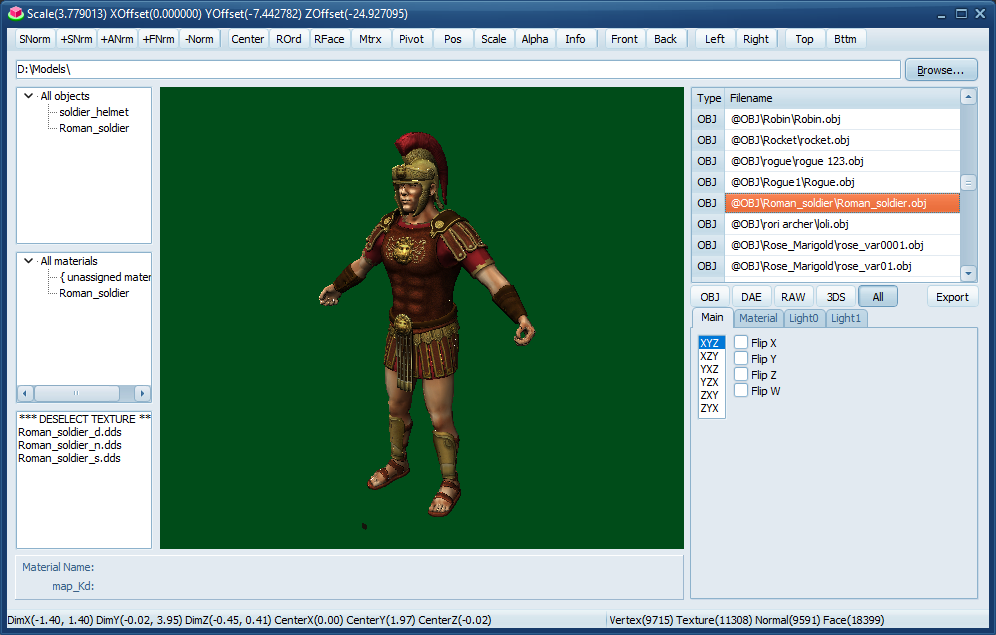 Scale(3.779013) XOffset(0.000000) YOffset(-7.442782) ZOffset(-24.927095)
SNorm +SNrm +ANrm +FNrm -Norm Center ROrd RFace Mtrx Pivot Pos Scale Alpha Info Front Back Left Right Top Bttm
D:\Models\ Browse...
All objects
soldier_helmet
Roman_soldier
All materials
{ unassigned mater
Roman_soldier
*** DESELECT TEXTURE **
Roman_soldier_d.dds
Roman_soldier_n.dds
Roman_soldier_s.dds
Type Filename
OBJ @OBJ\Robin\Robin.obj
OBJ @OBJ\Rocket\rocket.obj
OBJ @OBJ\rogue\rogue 123.obj
OBJ @OBJ\Rogue1\Rogue.obj
OBJ @OBJ\Roman_soldier\Roman_soldier.obj
OBJ @OBJ\rori archer\loli.obj
OBJ @OBJ\Rose_Marigold\rose_var0001.obj
OBJ @OBJ\Rose_Marigold\rose_var01.obj
OBJ DAE RAW 3DS All Export
Main Material Light0 Light1
XYZ
XZY
YXZ
YZX
ZXY
ZYX
Flip X
Flip Y
Flip Z
Flip W
Material Name:
map_Kd:
DimX(-1.40, 1.40) DimY(-0.02, 3.95) DimZ(-0.45, 0.41) CenterX(0.00) CenterY(1.97) CenterZ(-0.02) Vertex(9715) Texture(11308) Normal(9591) Face(18399)